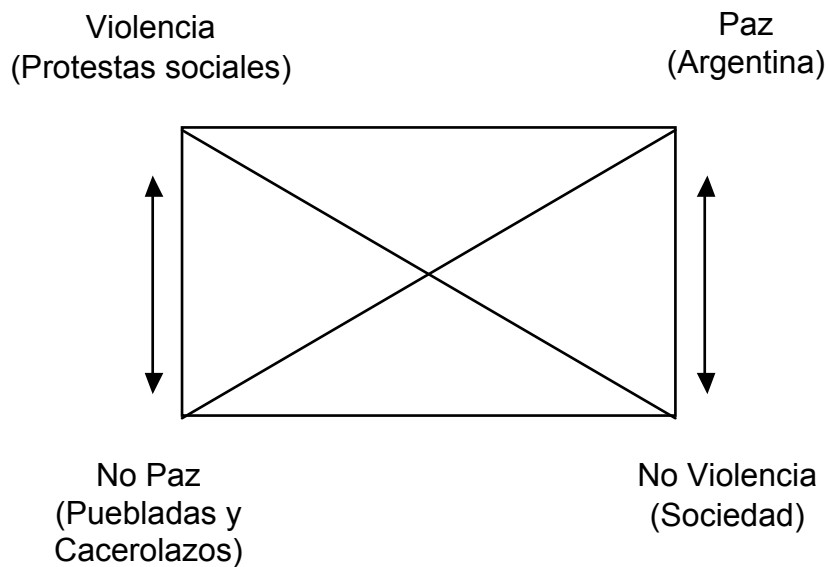 Violencia
(Protestas sociales)
Paz
(Argentina)
No Paz
(Puebladas y
Cacerolazos)
No Violencia
(Sociedad)